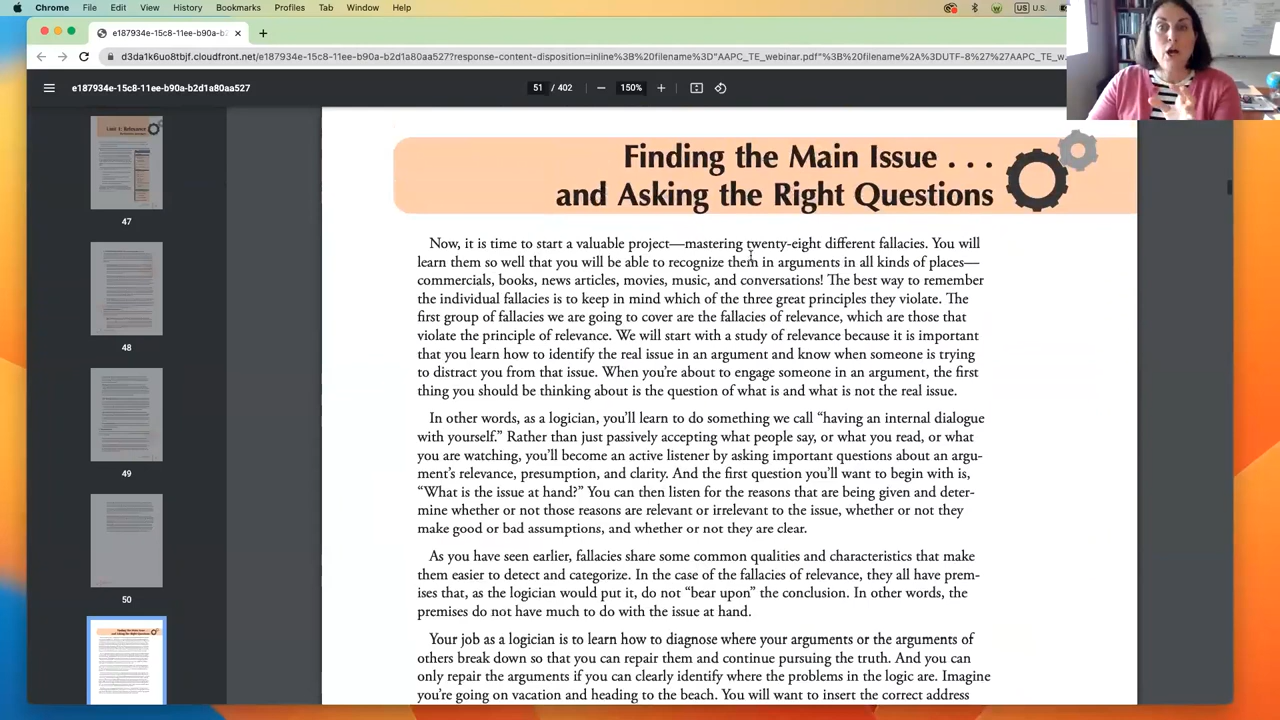 Chrome File Edit View History Bookmarks Profiles Tab Window Help U.S.
e187934e-15c8-11ee-b90a-b2
d3da1k6uo8tbjf.cloudfront.net/e187934e-15c8-11ee-b90a-b2d1a80aa527?response-content-disposition=inline%3B%20filename%3D"AAPC_TE_webinar.pdf"%3B%20filename%2A%3DUTF-8%27%27AAPC_TE_w...
e187934e-15c8-11ee-b90a-b2d1a80aa527 51 / 402 150%
47
48
49
50
Finding the Main Issue . . .
and Asking the Right Questions
Now, it is time to start a valuable project—mastering twenty-eight different fallacies. You will
learn them so well that you will be able to recognize them in arguments in all kinds of places—
commercials, books, news articles, movies, music, and conversations! The best way to remember
the individual fallacies is to keep in mind which of the three great principles they violate. The
first group of fallacies we are going to cover are the fallacies of relevance, which are those that
violate the principle of relevance. We will start with a study of relevance because it is important
that you learn how to identify the real issue in an argument and know when someone is trying
to distract you from that issue. When you're about to engage someone in an argument, the first
thing you should be thinking about is the question of what is and what is not the real issue.
In other words, as a logician, you'll learn to do something we call "having an internal dialogue
with yourself." Rather than just passively accepting what people say, or what you read, or what
you are watching, you'll become an active listener by asking important questions about an argu-
ment's relevance, presumption, and clarity. And the first question you'll want to begin with is,
"What is the issue at hand?" You can then listen for the reasons that are being given and deter-
mine whether or not those reasons are relevant or irrelevant to the issue, whether or not they
make good or bad assumptions, and whether or not they are clear.
As you have seen earlier, fallacies share some common qualities and characteristics that make
them easier to detect and categorize. In the case of the fallacies of relevance, they all have prem-
ises that, as the logician would put it, do not "bear upon" the conclusion. In other words, the
premises do not have much to do with the issue at hand.
Your job as a logician is to learn how to diagnose where your arguments or the arguments of
others break down so that you can repair them and continue pursuing truth. And you can
only repair the arguments if you can clearly identify where the problems in the logic are. Imagine
you're going on vacation and heading to the beach. You will want to insert the correct address